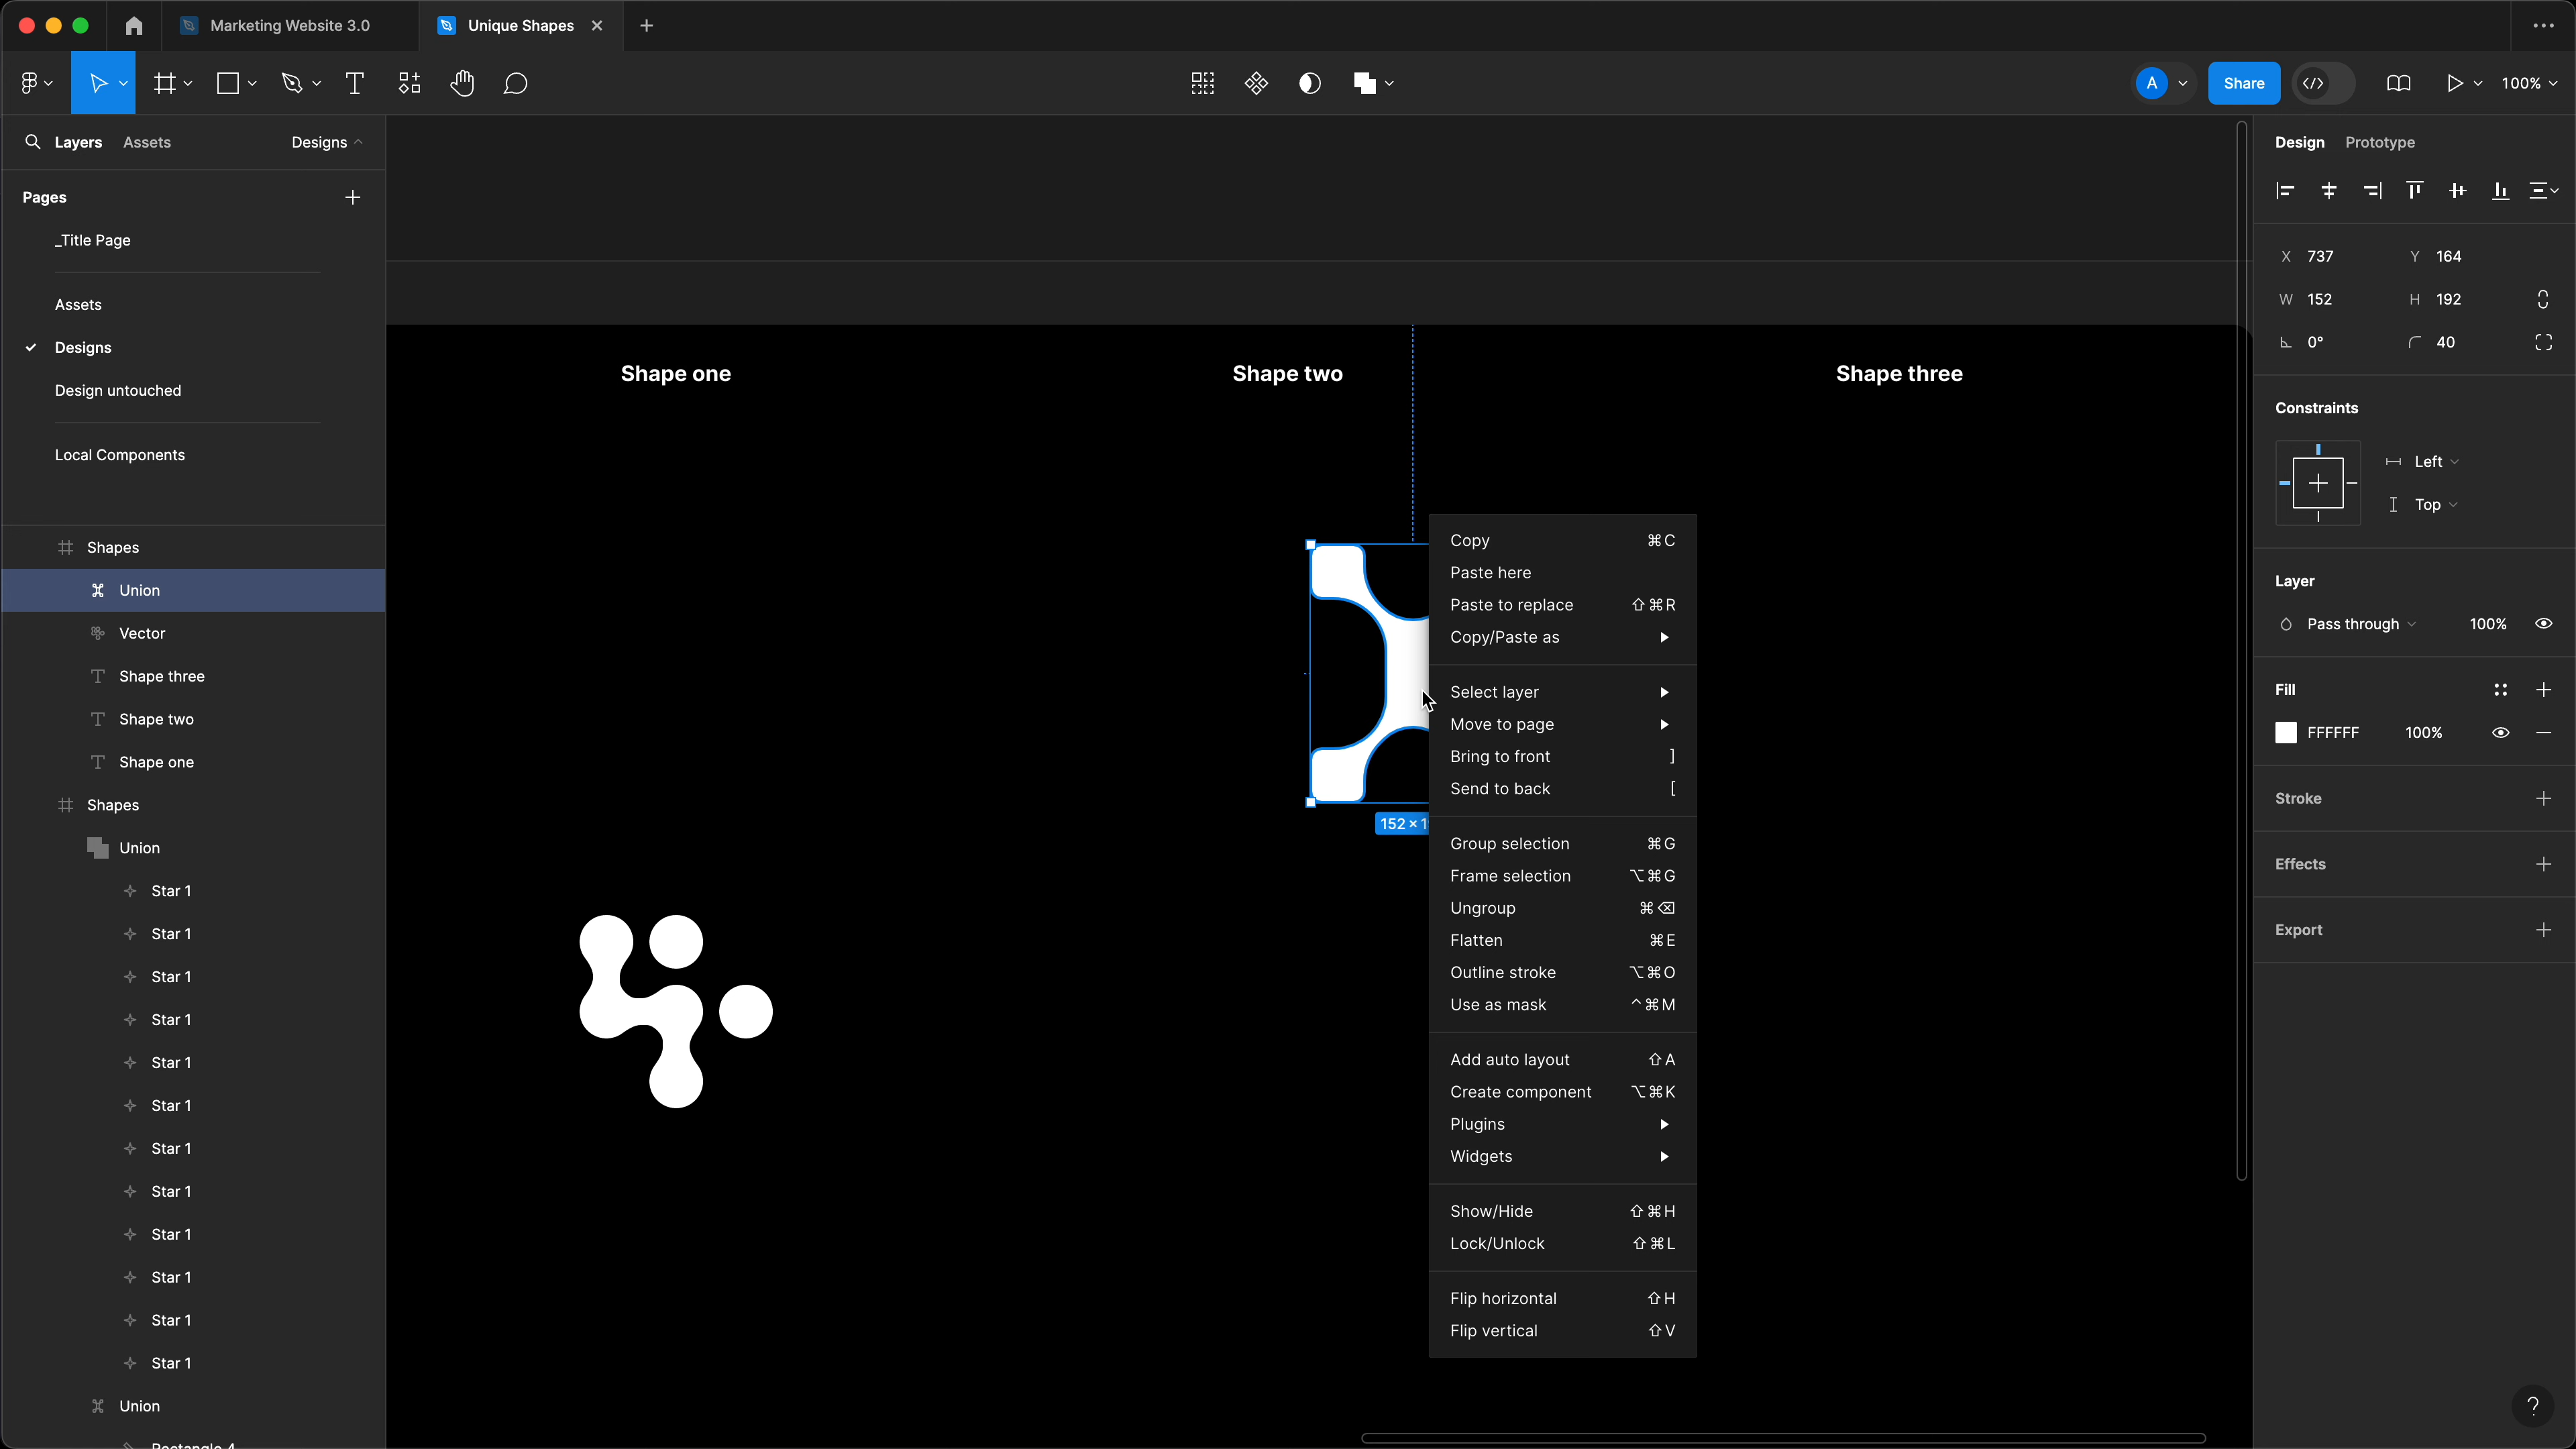 Marketing Website 3.0
Unique Shapes
A
Share
100%
Layers
Assets
Designs
Pages
_Title Page
Assets
Designs
Design untouched
Local Components
Shapes
Union
Vector
Shape three
Shape two
Shape one
Shapes
Union
Star 1
Star 1
Star 1
Star 1
Star 1
Star 1
Star 1
Star 1
Star 1
Star 1
Star 1
Star 1
Union
Rectangle 4
Shape one
Shape two
Shape three
152 × 1
Copy ⌘C
Paste here
Paste to replace ⇧⌘R
Copy/Paste as
Select layer
Move to page
Bring to front ]
Send to back [
Group selection ⌘G
Frame selection ⌥⌘G
Ungroup ⌘⌫
Flatten ⌘E
Outline stroke ⌥⌘O
Use as mask ^⌘M
Add auto layout ⇧A
Create component ⌥⌘K
Plugins
Widgets
Show/Hide ⇧⌘H
Lock/Unlock ⇧⌘L
Flip horizontal ⇧H
Flip vertical ⇧V
Design
Prototype
X 737 Y 164
W 152 H 192
0° 40
Constraints
Left
Top
Layer
Pass through 100%
Fill
FFFFFF 100%
Stroke
Effects
Export
?